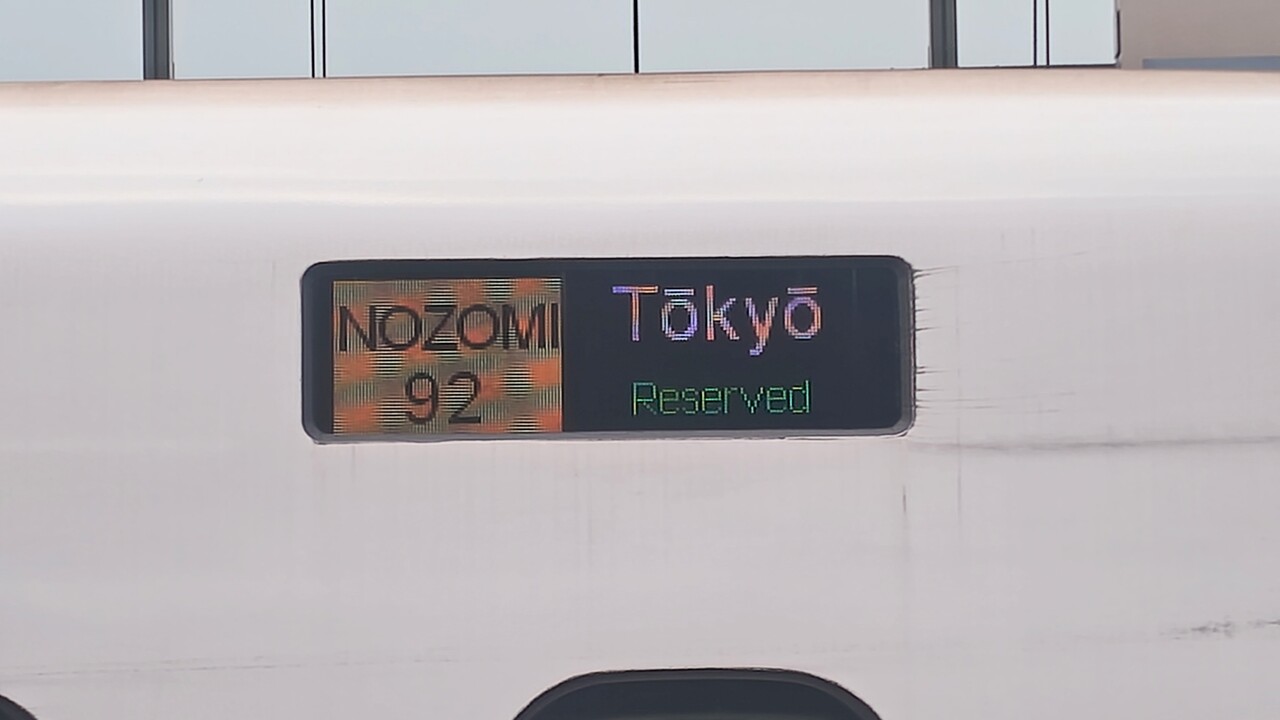 NOZOMI
92
Tōkyō
Reserved